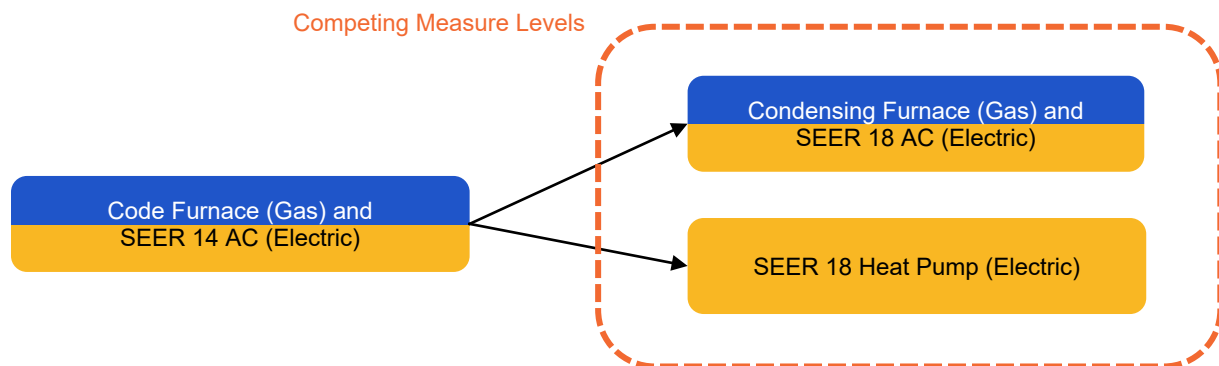 Competing Measure Levels
Condensing Furnace (Gas) and
SEER 18 AC (Electric)
Code Furnace (Gas) and
SEER 14 AC (Electric)
SEER 18 Heat Pump (Electric)